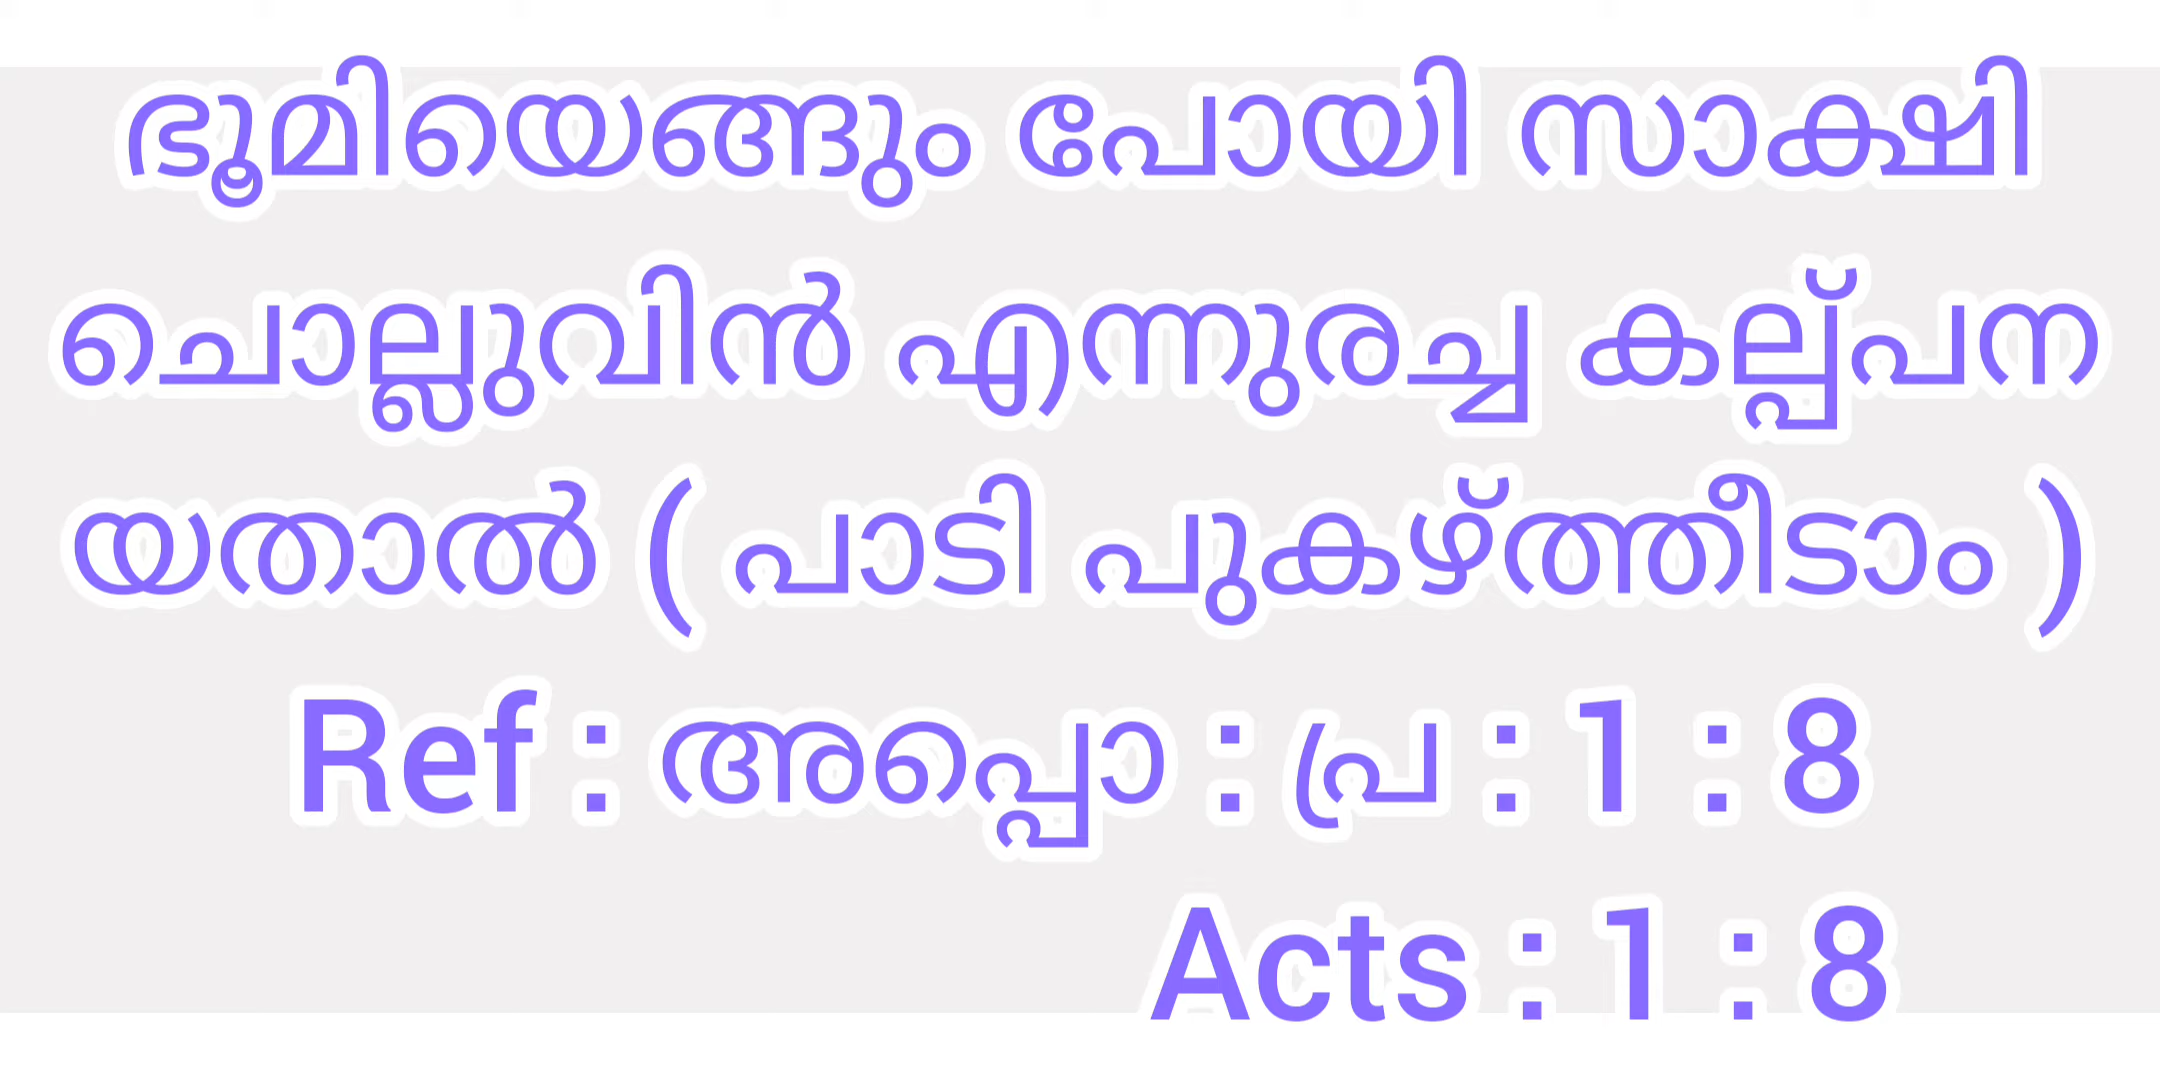 ഭൂമിയെങ്ങും പോയി സാക്ഷി
ചൊല്ലുവിൻ എന്നുരച്ച കല്പ്പന
യതാൽ ( പാടി പുകഴ്ത്തീടാം )
Ref : അപ്പൊ : പ്ര : 1 : 8
Acts : 1 : 8